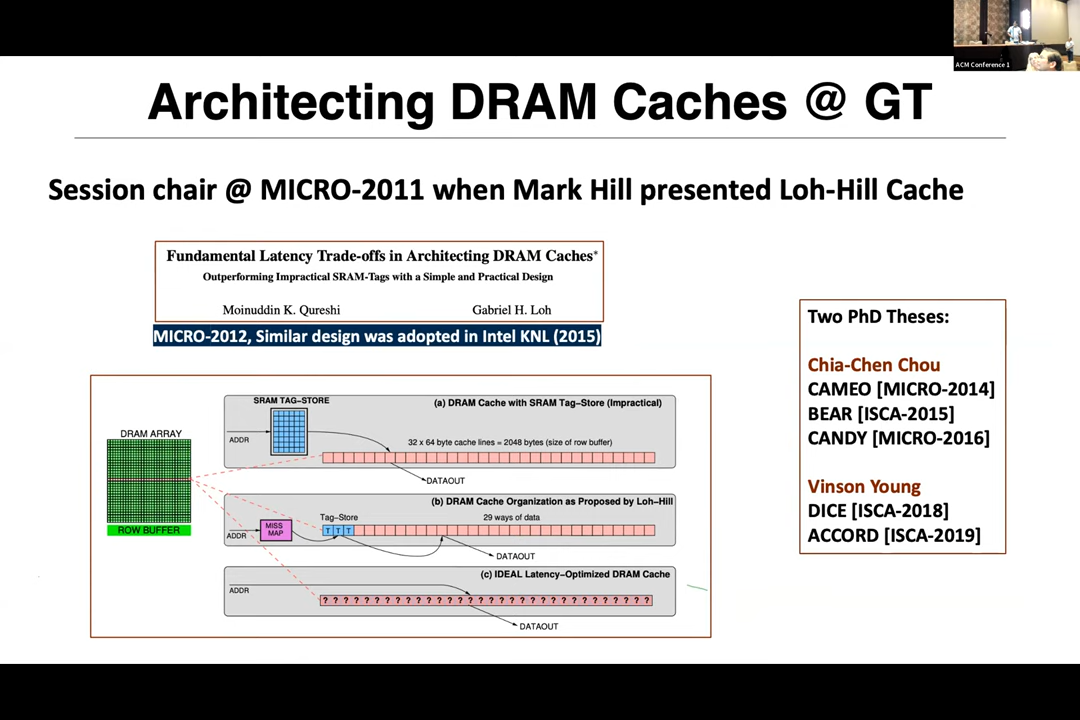 ACM Conference 1
Architecting DRAM Caches @ GT
Session chair @ MICRO-2011 when Mark Hill presented Loh-Hill Cache
Fundamental Latency Trade-offs in Architecting DRAM Caches*
Outperforming Impractical SRAM-Tags with a Simple and Practical Design
Moinuddin K. Qureshi Gabriel H. Loh
MICRO-2012, Similar design was adopted in Intel KNL (2015)
DRAM ARRAY
ROW BUFFER
SRAM TAG-STORE
(a) DRAM Cache with SRAM Tag-Store (Impractical)
ADDR
32 x 64 byte cache lines = 2048 bytes (size of row buffer)
DATAOUT
(b) DRAM Cache Organization as Proposed by Loh-Hill
Tag-Store
29 ways of data
MISS
MAP
T T T
ADDR
DATAOUT
(c) IDEAL Latency-Optimized DRAM Cache
ADDR
? ? ? ? ? ? ? ? ? ? ? ? ? ? ? ? ? ? ? ? ? ? ? ? ? ? ? ? ? ? ? ?
DATAOUT
Two PhD Theses:
Chia-Chen Chou
CAMEO [MICRO-2014]
BEAR [ISCA-2015]
CANDY [MICRO-2016]
Vinson Young
DICE [ISCA-2018]
ACCORD [ISCA-2019]